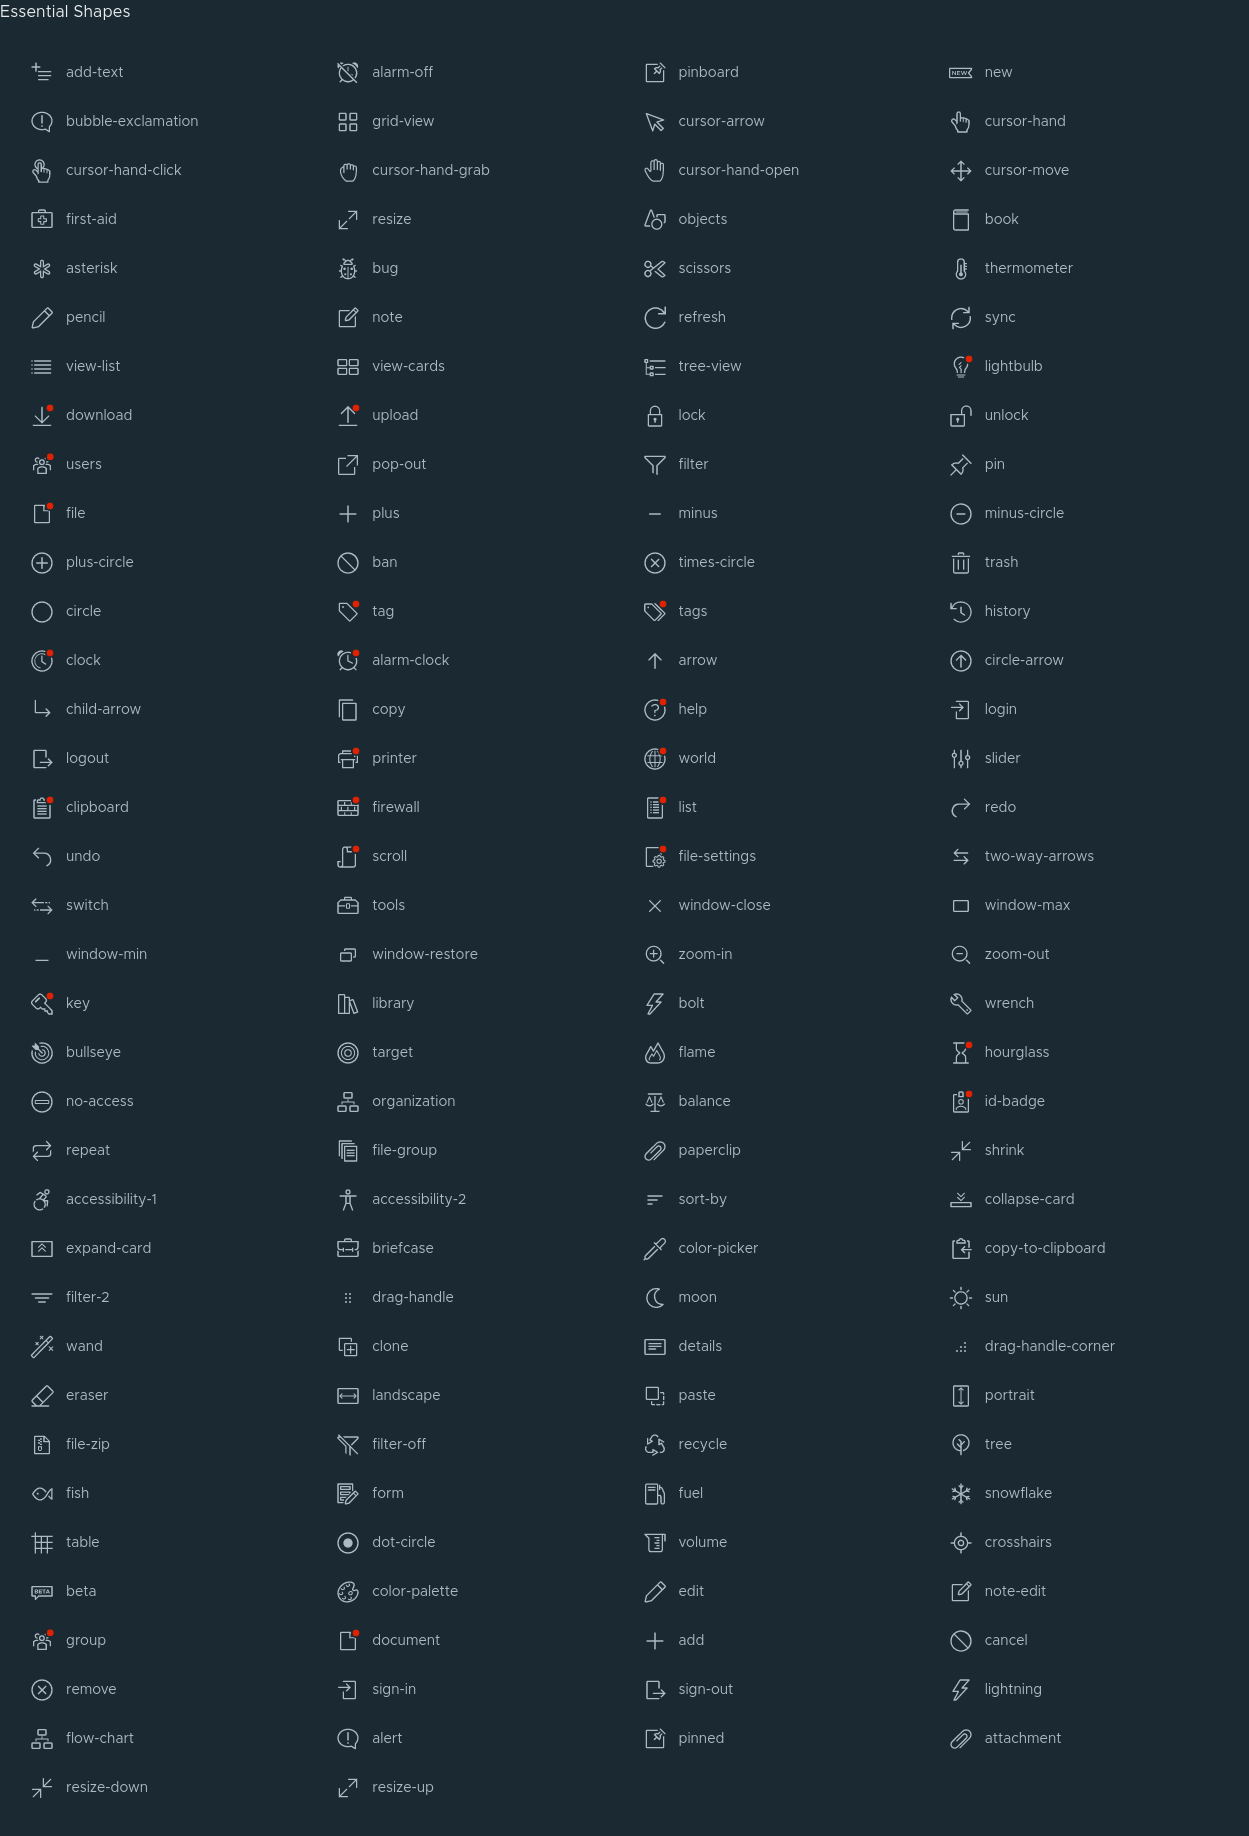 Essential Shapes
add-text alarm-off pinboard NEW new
bubble-exclamation grid-view cursor-arrow cursor-hand
cursor-hand-click cursor-hand-grab cursor-hand-open cursor-move
first-aid resize objects book
asterisk bug scissors thermometer
pencil note refresh sync
view-list view-cards tree-view lightbulb
download upload lock unlock
users pop-out filter pin
file plus minus minus-circle
plus-circle ban times-circle trash
circle tag tags history
clock alarm-clock arrow circle-arrow
child-arrow copy help login
logout printer world slider
clipboard firewall list redo
undo scroll file-settings two-way-arrows
switch tools window-close window-max
window-min window-restore zoom-in zoom-out
key library bolt wrench
bullseye target flame hourglass
no-access organization balance id-badge
repeat file-group paperclip shrink
accessibility-1 accessibility-2 sort-by collapse-card
expand-card briefcase color-picker copy-to-clipboard
filter-2 drag-handle moon sun
wand clone details drag-handle-corner
eraser landscape paste portrait
file-zip filter-off recycle tree
fish form fuel snowflake
table dot-circle volume crosshairs
BETA beta color-palette edit note-edit
group document add cancel
remove sign-in sign-out lightning
flow-chart alert pinned attachment
resize-down resize-up